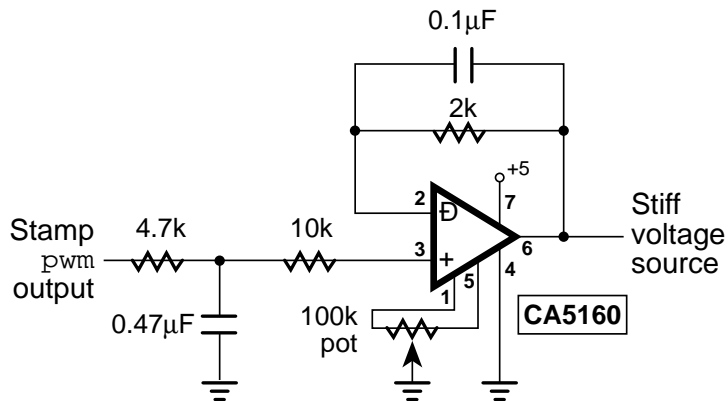 0.1μF
2k
+5
2
Đ
7
Stiff
voltage
source
4.7k
10k
Stamp
pwm
output
3
+
6
1
5
4
0.47μF
100k
pot
CA5160